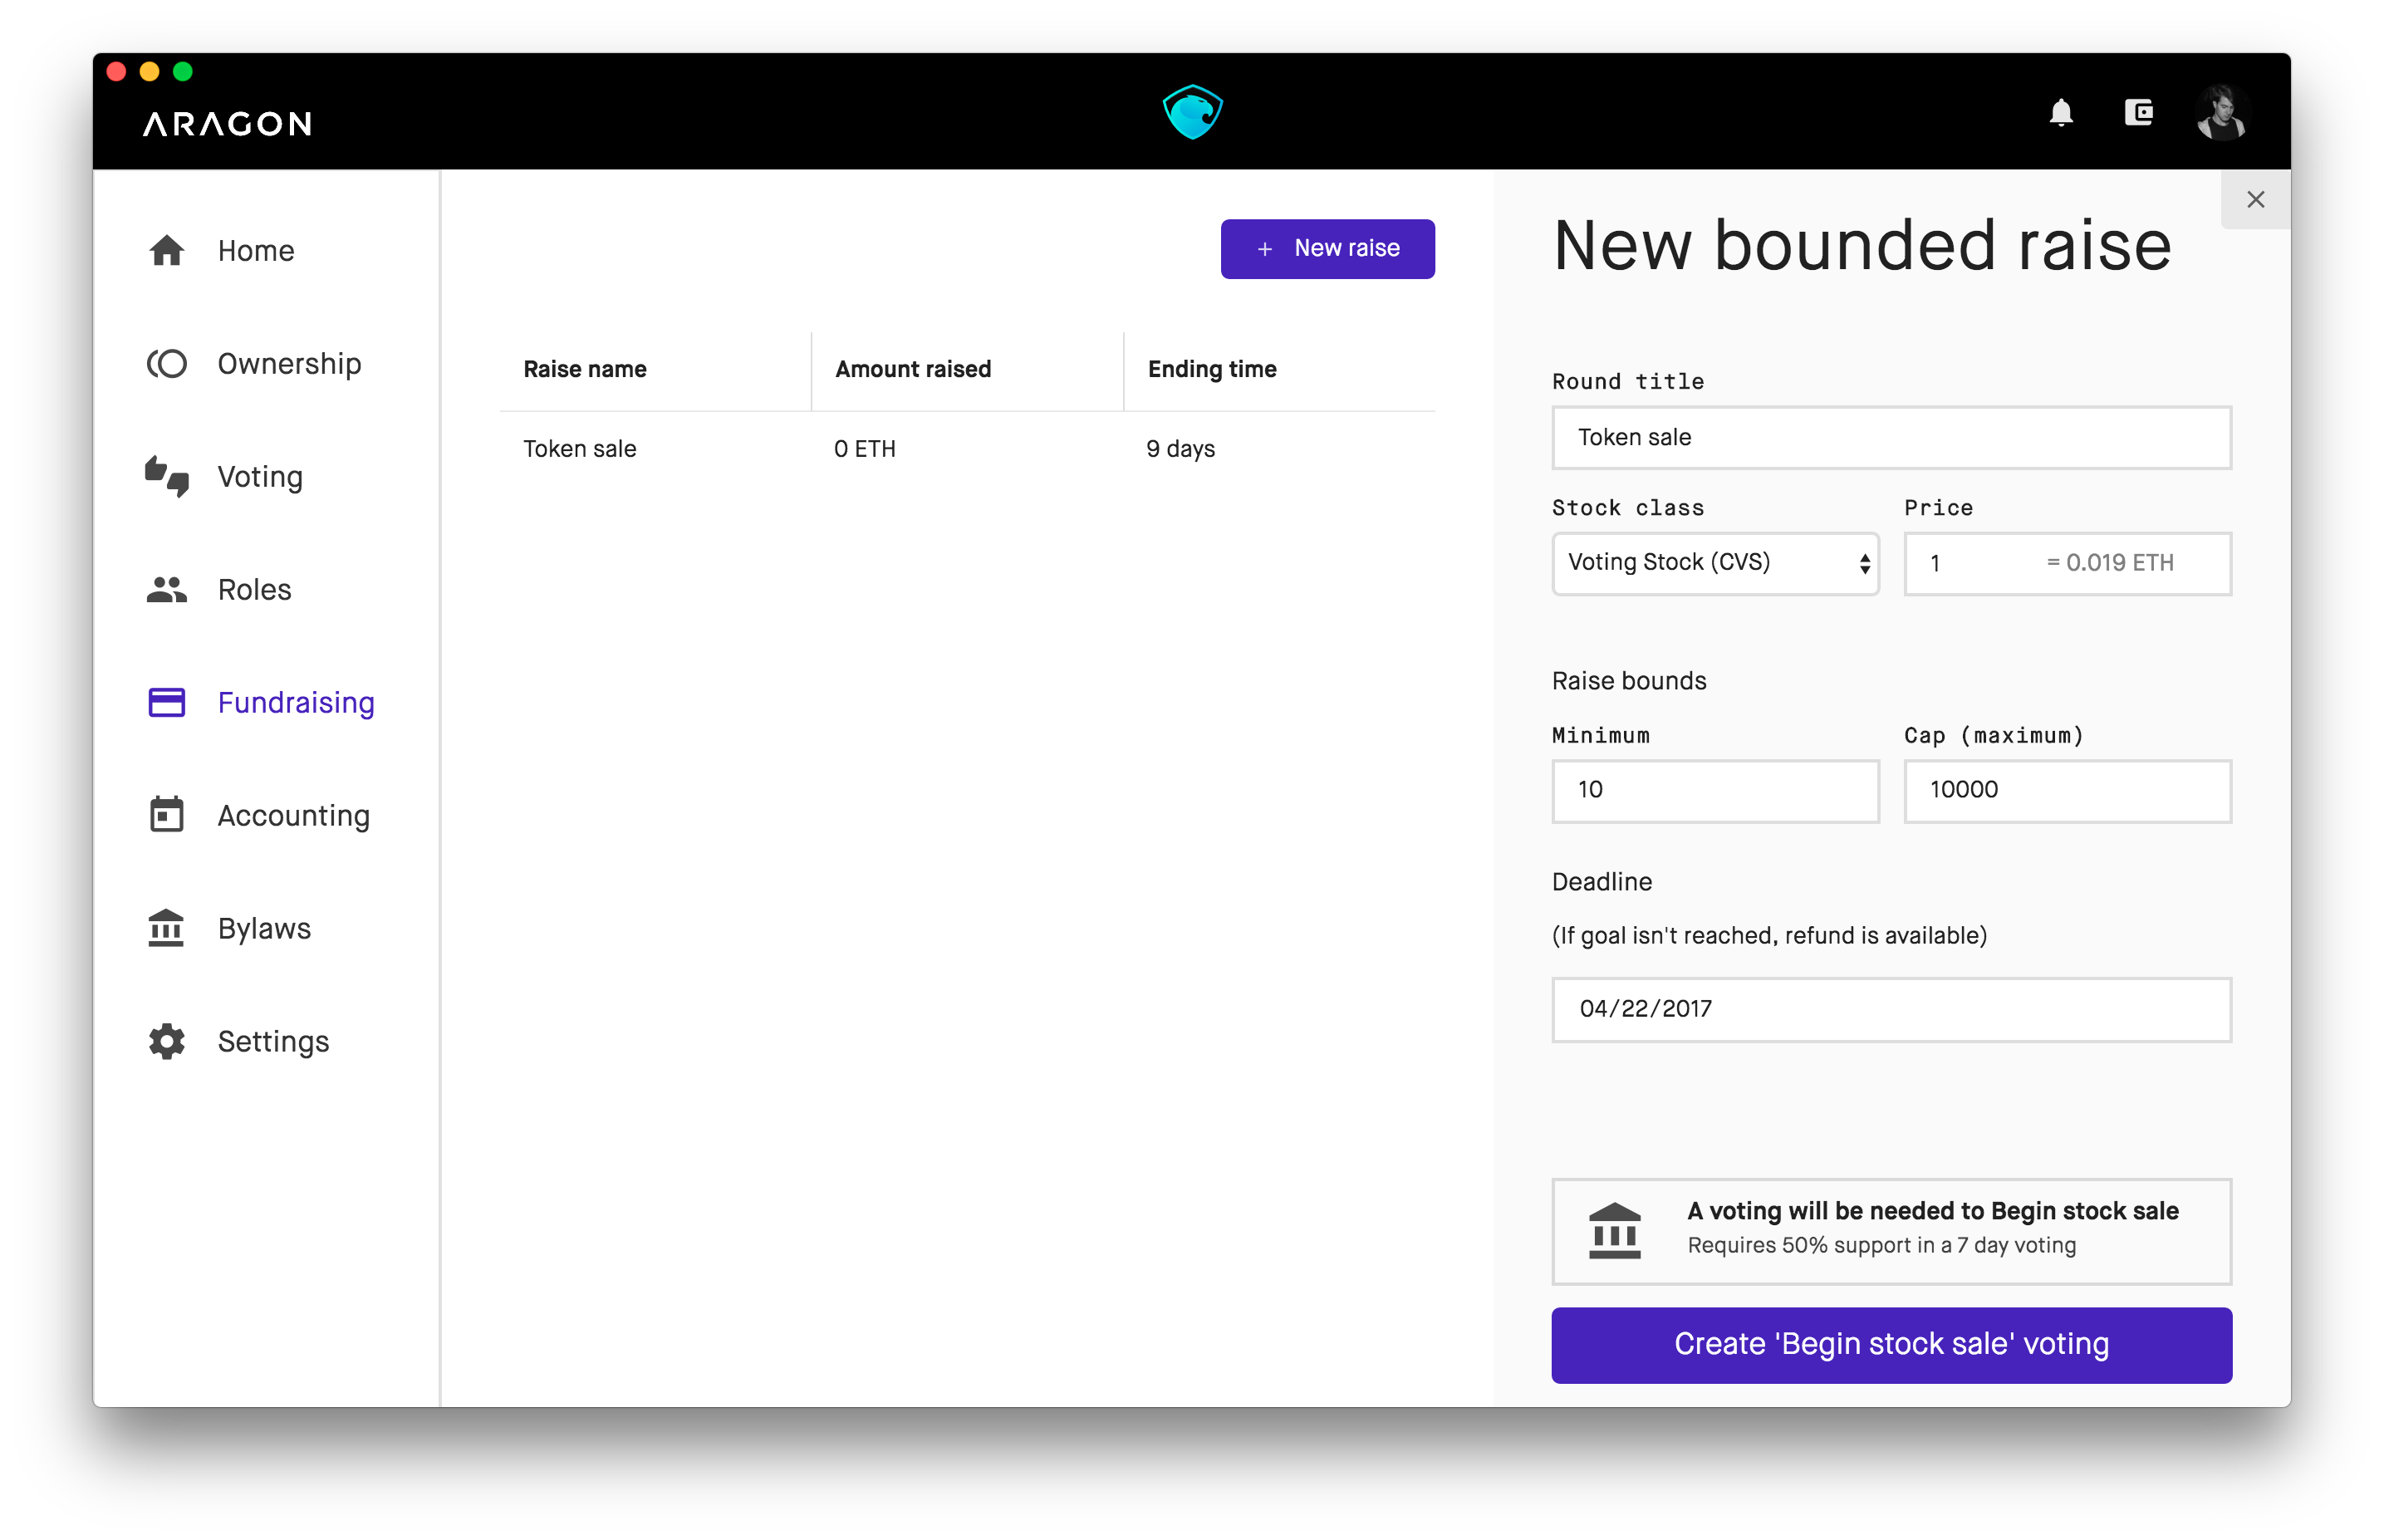 ARAGON
Home
Ownership
Voting
Roles
Fundraising
Accounting
Bylaws
Settings
+ New raise
Raise name Amount raised Ending time
Token sale 0 ETH 9 days
New bounded raise
Round title
Token sale
Stock class Price
Voting Stock (CVS) 1 = 0.019 ETH
Raise bounds
Minimum Cap (maximum)
10 10000
Deadline
(If goal isn't reached, refund is available)
04/22/2017
A voting will be needed to Begin stock sale
Requires 50% support in a 7 day voting
Create 'Begin stock sale' voting